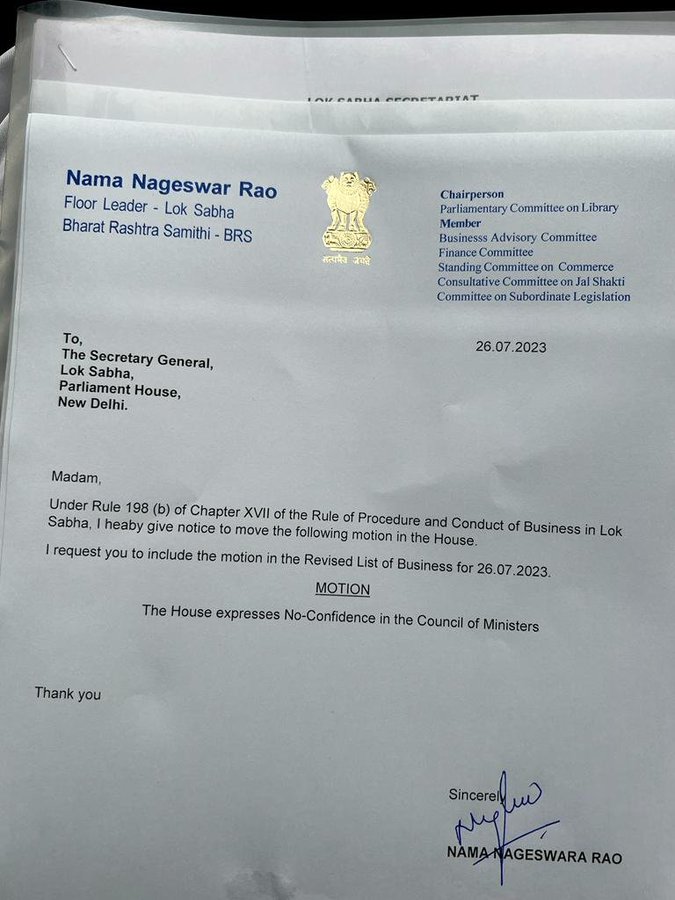 LOK SABHA SECRETARIAT
Nama Nageswar Rao
Floor Leader - Lok Sabha
Bharat Rashtra Samithi - BRS
सत्यमेव जयते
Chairperson
Parliamentary Committee on Library
Member
Businesss Advisory Committee
Finance Committee
Standing Committee on Commerce
Consultative Committee on Jal Shakti
Committee on Subordinate Legislation
26.07.2023
To,
The Secretary General,
Lok Sabha,
Parliament House,
New Delhi.
Madam,
Under Rule 198 (b) of Chapter XVII of the Rule of Procedure and Conduct of Business in Lok
Sabha, I heaby give notice to move the following motion in the House.
I request you to include the motion in the Revised List of Business for 26.07.2023.
MOTION
The House expresses No-Confidence in the Council of Ministers
Thank you
Sincerely
NAMA NAGESWARA RAO